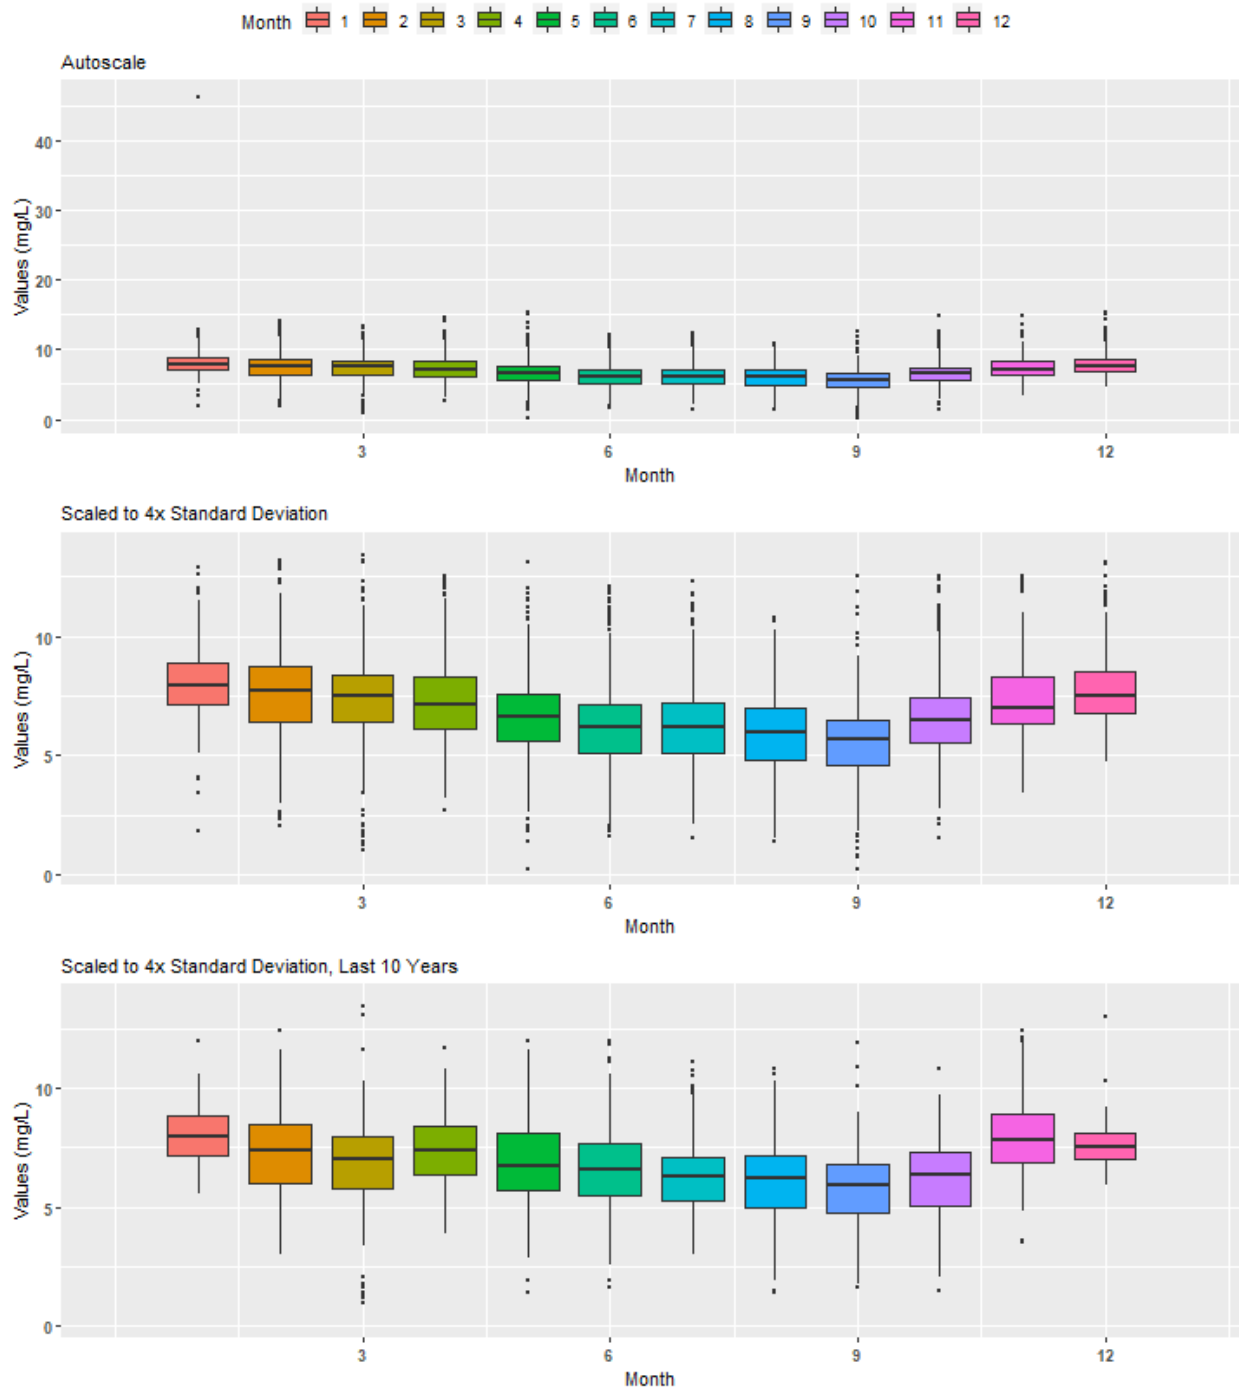 Month 1 2 3 4 5 6 7 8 9 10 11 12
Autoscale
Values (mg/L)
40
30
20
10
0
3 6 9 12
Month
Scaled to 4x Standard Deviation
Values (mg/L)
10
5
0
3 6 9 12
Month
Scaled to 4x Standard Deviation, Last 10 Years
Values (mg/L)
10
5
0
3 6 9 12
Month